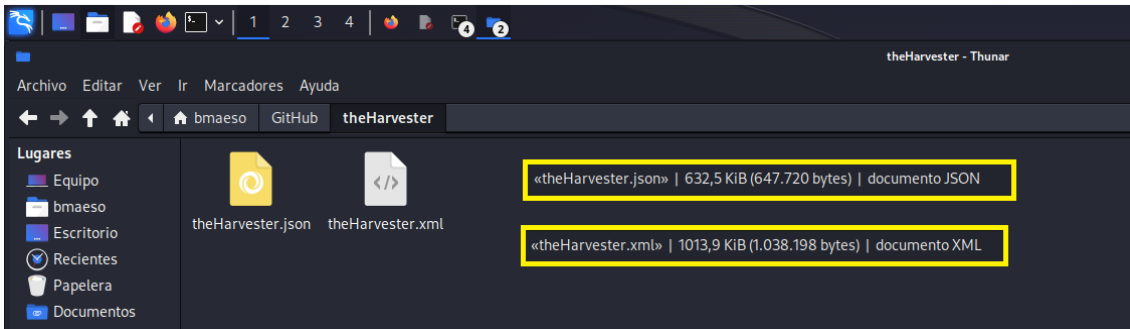 1 2 3 4 4 2
theHarvester - Thunar
Archivo Editar Ver Ir Marcadores Ayuda
bmaeso GitHub theHarvester
Lugares
Equipo
bmaeso
Escritorio
Recientes
Papelera
Documentos
theHarvester.json theHarvester.xml
«theHarvester.json» | 632,5 KiB (647.720 bytes) | documento JSON
«theHarvester.xml» | 1013,9 KiB (1.038.198 bytes) | documento XML